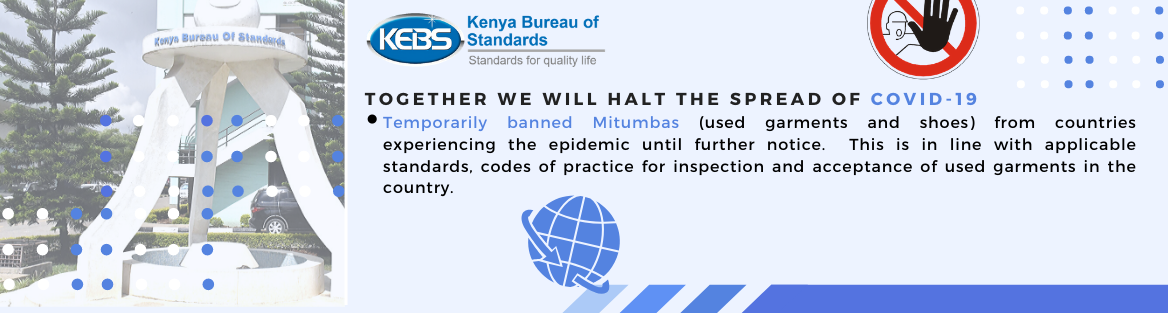 Kenya Bureau Of Standards
KEBS
Kenya Bureau of
Standards
Standards for quality life
TOGETHER WE WILL HALT THE SPREAD OF COVID-19
Temporarily banned Mitumbas (used garments and shoes) from countries
experiencing the epidemic until further notice. This is in line with applicable
standards, codes of practice for inspection and acceptance of used garments in the
country.